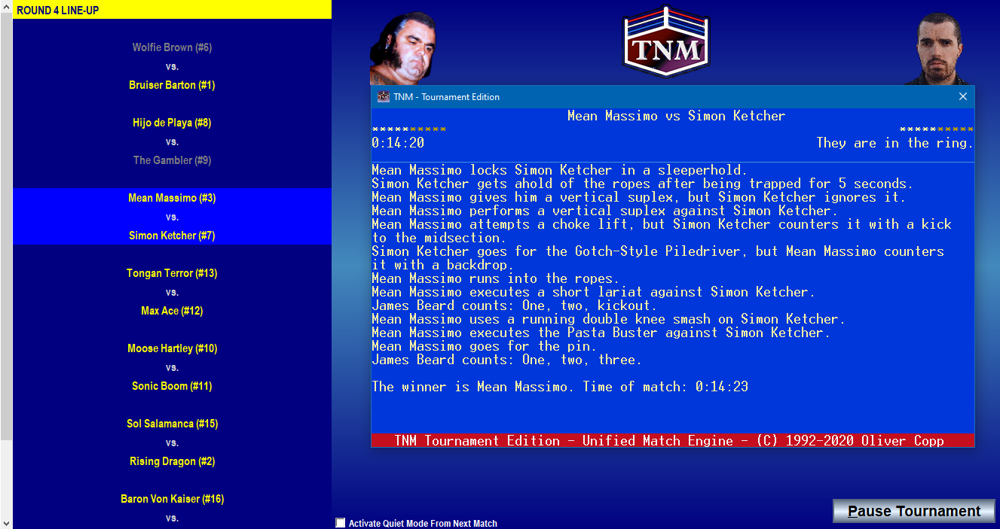 ROUND 4 LINE-UP
Wolfie Brown (#6)
vs.
Bruiser Barton (#1)
Hijo de Playa (#8)
vs.
The Gambler (#9)
Mean Massimo (#3)
vs.
Simon Ketcher (#7)
Tongan Terror (#13)
vs.
Max Ace (#12)
Moose Hartley (#10)
vs.
Sonic Boom (#11)
Sol Salamanca (#15)
vs.
Rising Dragon (#2)
Baron Von Kaiser (#16)
vs.
TNM
TNM - Tournament Edition
Mean Massimo vs Simon Ketcher
********** **********
0:14:20 They are in the ring.
Mean Massimo locks Simon Ketcher in a sleeperhold.
Simon Ketcher gets ahold of the ropes after being trapped for 5 seconds.
Mean Massimo gives him a vertical suplex, but Simon Ketcher ignores it.
Mean Massimo performs a vertical suplex against Simon Ketcher.
Mean Massimo attempts a choke lift, but Simon Ketcher counters it with a kick
to the midsection.
Simon Ketcher goes for the Gotch-Style Piledriver, but Mean Massimo counters
it with a backdrop.
Mean Massimo runs into the ropes.
Mean Massimo executes a short lariat against Simon Ketcher.
James Beard counts: One, two, kickout.
Mean Massimo uses a running double knee smash on Simon Ketcher.
Mean Massimo executes the Pasta Buster against Simon Ketcher.
Mean Massimo goes for the pin.
James Beard counts: One, two, three.
The winner is Mean Massimo. Time of match: 0:14:23
TNM Tournament Edition - Unified Match Engine - (C) 1992-2020 Oliver Copp
Activate Quiet Mode From Next Match
Pause Tournament